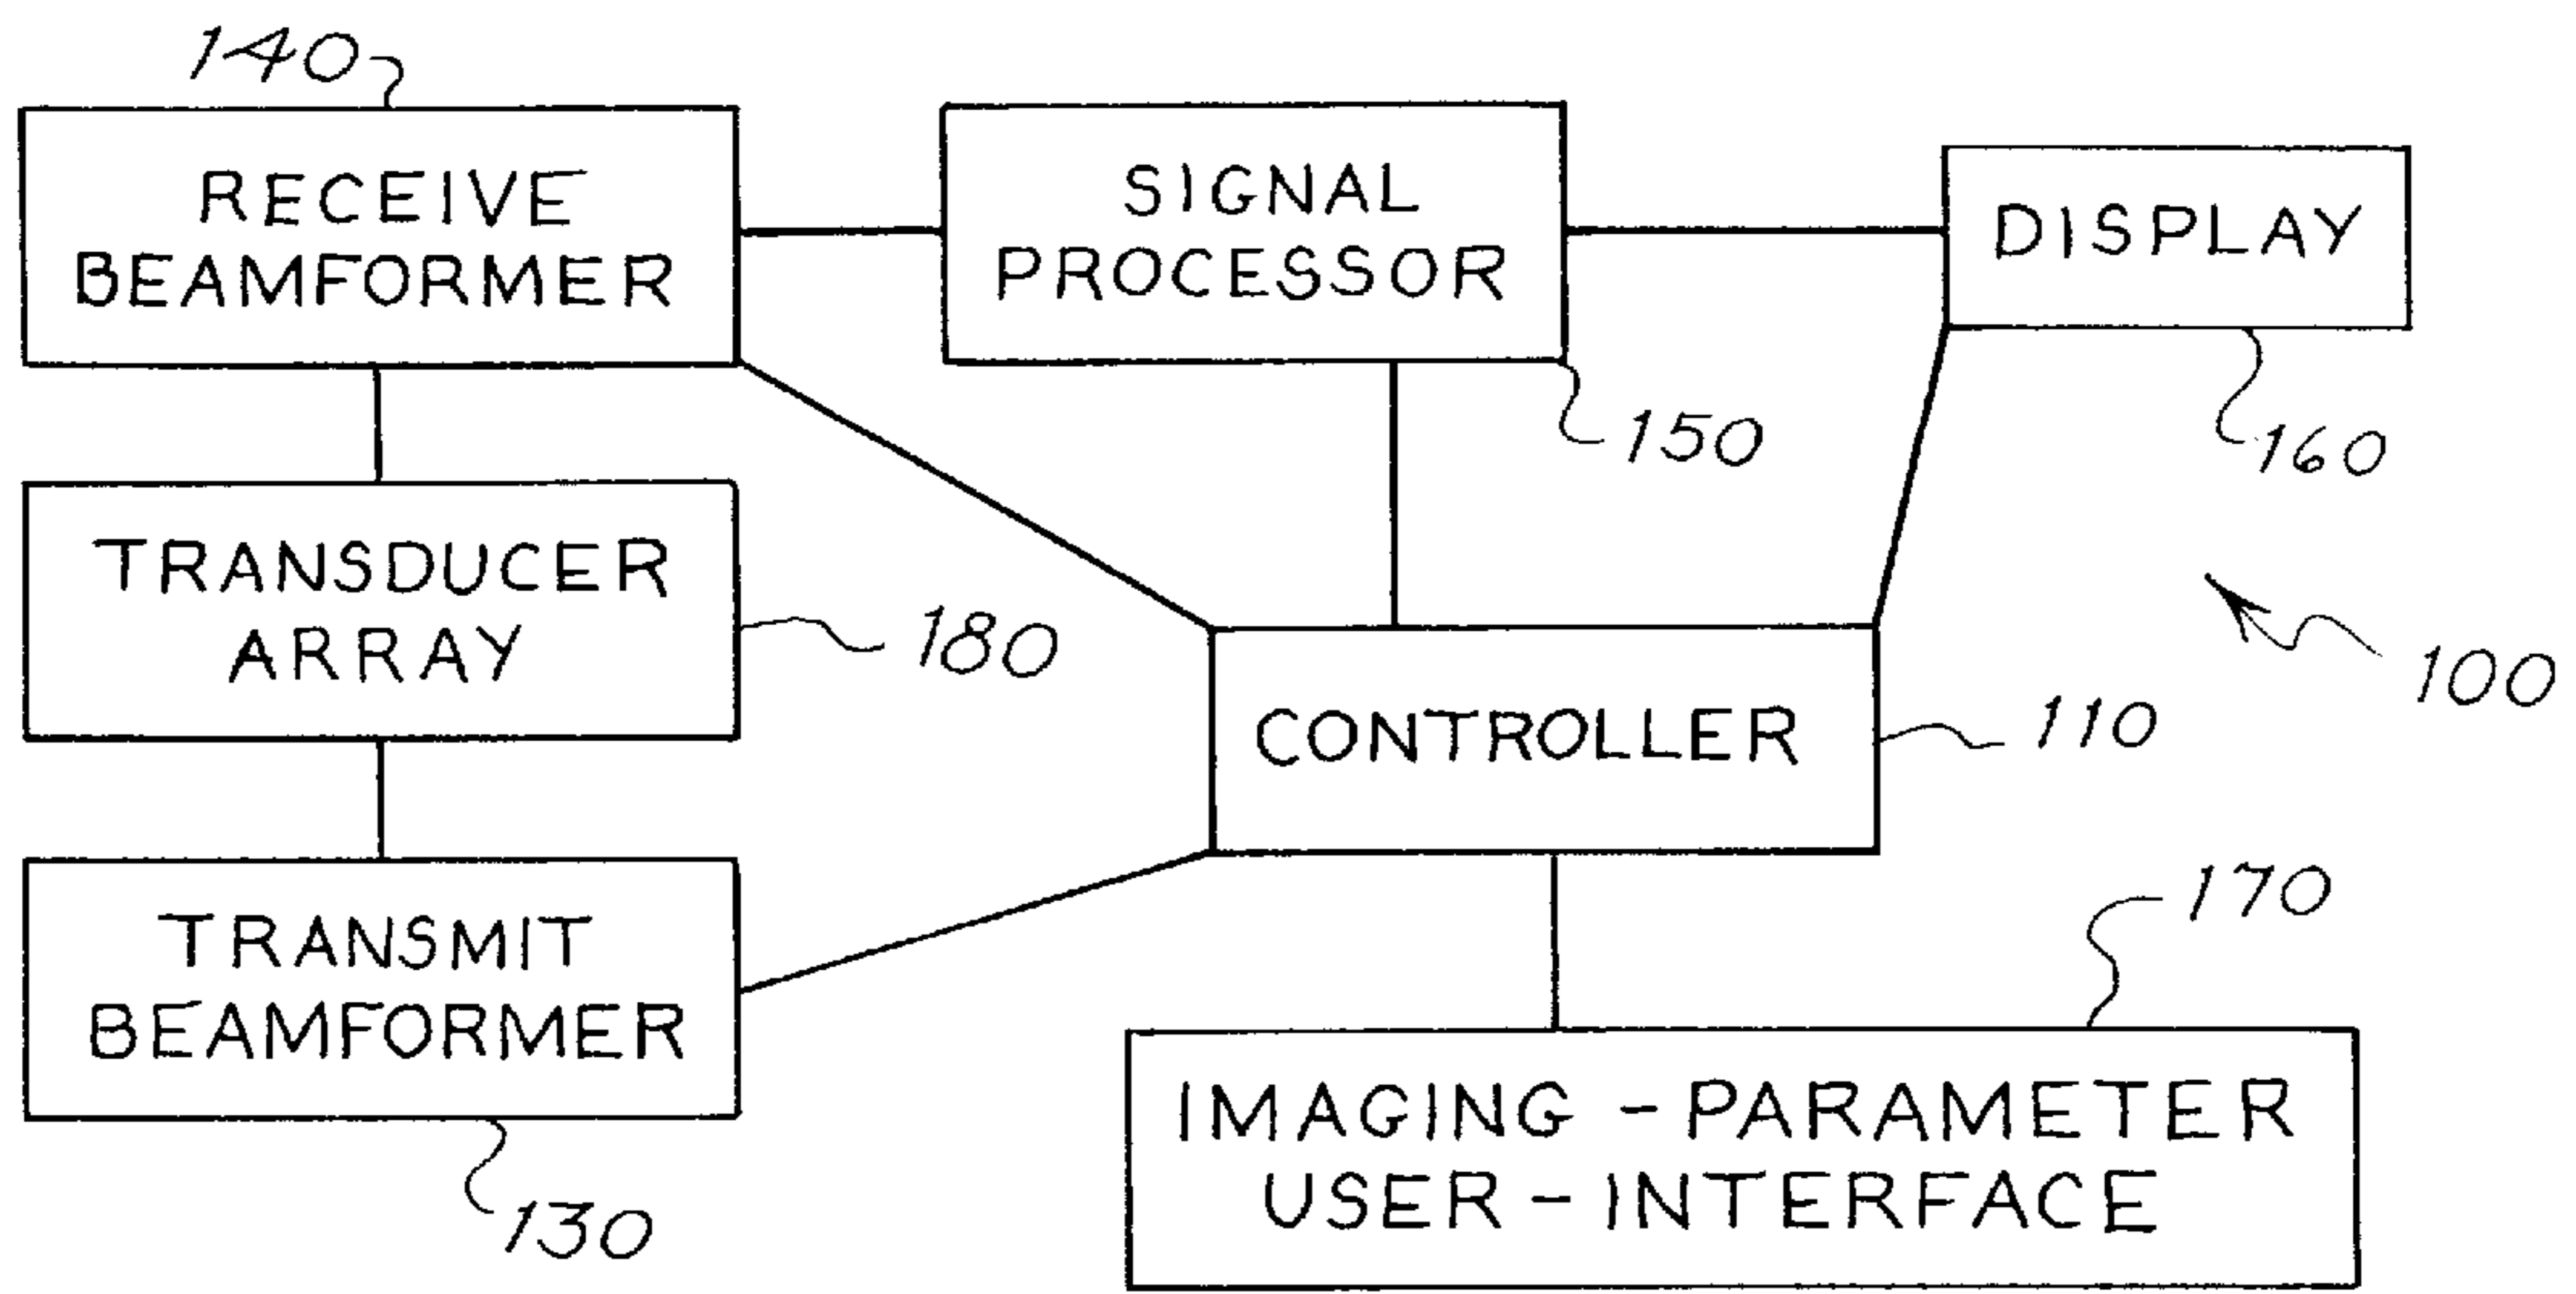 140
RECEIVE
BEAMFORMER
SIGNAL
PROCESSOR
DISPLAY
150
160
TRANSDUCER
ARRAY
180
100
CONTROLLER
110
TRANSMIT
BEAMFORMER
130
170
IMAGING - PARAMETER
USER - INTERFACE